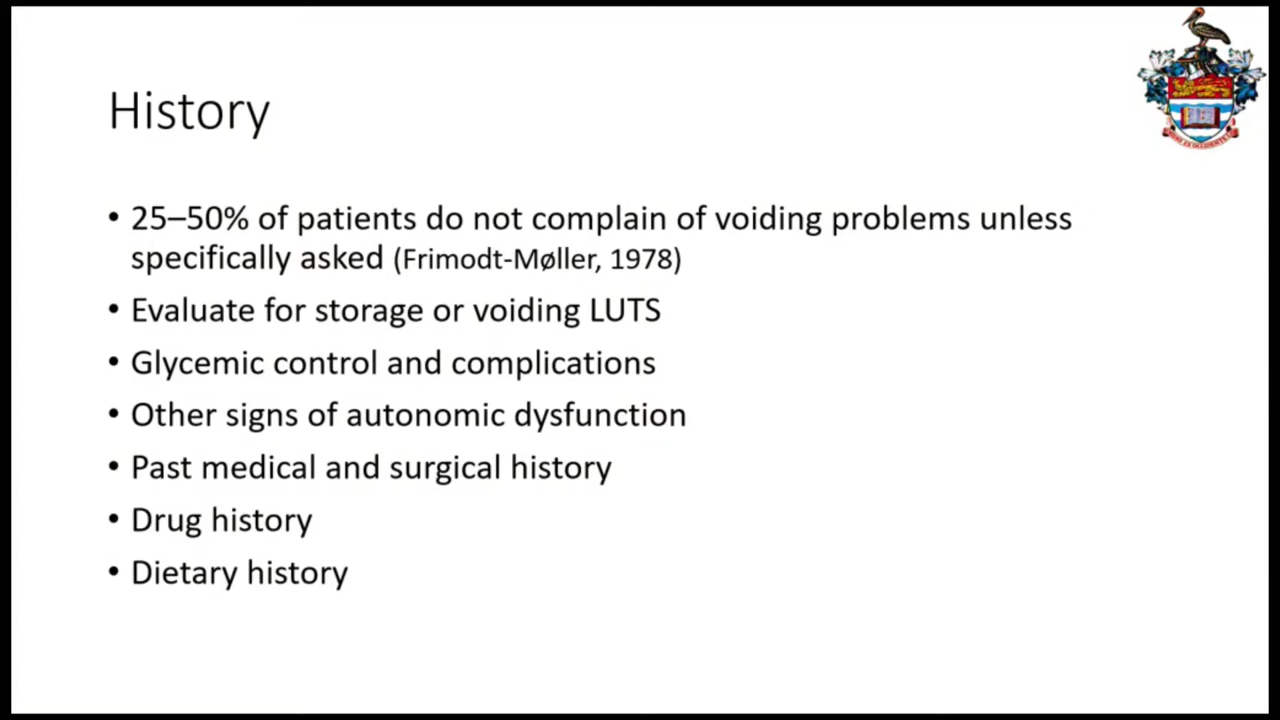 History
• 25–50% of patients do not complain of voiding problems unless
specifically asked (Frimodt-Møller, 1978)
• Evaluate for storage or voiding LUTS
• Glycemic control and complications
• Other signs of autonomic dysfunction
• Past medical and surgical history
• Drug history
• Dietary history